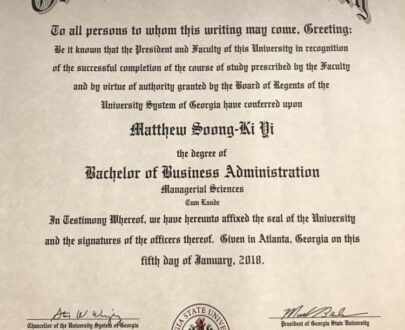 To all persons to whom this writing may come, Greeting:
Be it known that the President and Faculty of this University in recognition
of the successful completion of the course of study prescribed by the Faculty
and by virtue of authority granted by the Board of Regents of the
University System of Georgia have conferred upon
Matthew Soong-Ki Yi
the degree of
Bachelor of Business Administration
Managerial Sciences
Cum Laude
In Testimony Whereof, we have hereunto affixed the seal of the University
and the signatures of the officers thereof. Given in Atlanta, Georgia on this
fifth day of January, 2018.
Chancellor of the University System of Georgia
GIA STATE UNIVERSI
President of Georgia State University